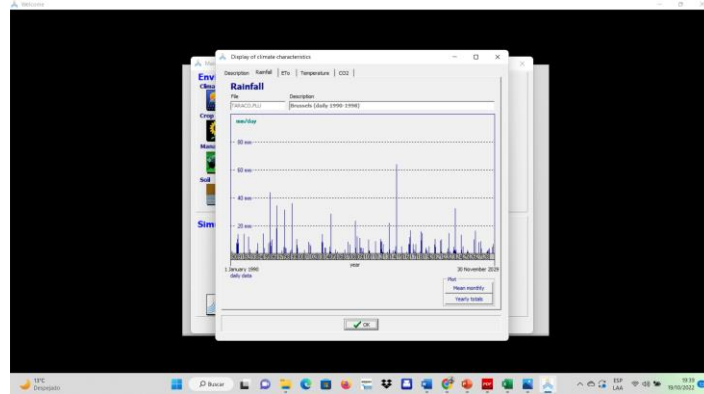 Welcome
Display of climate characteristics
Description Rainfall ETo Temperature CO2
Rainfall
File Description
TARACO.PLU Brussels (daily 1990-1998)
mm/day
80 mm
60 mm
40 mm
20 mm
year
1 January 1990 30 November 2029
daily data
Plot
Mean monthly
Yearly totals
OK
Env
Clima
Crop
Mana
Soil
Sim
11°C
Despejado
Buscar
ESP
LAA
19:33
19/10/2022